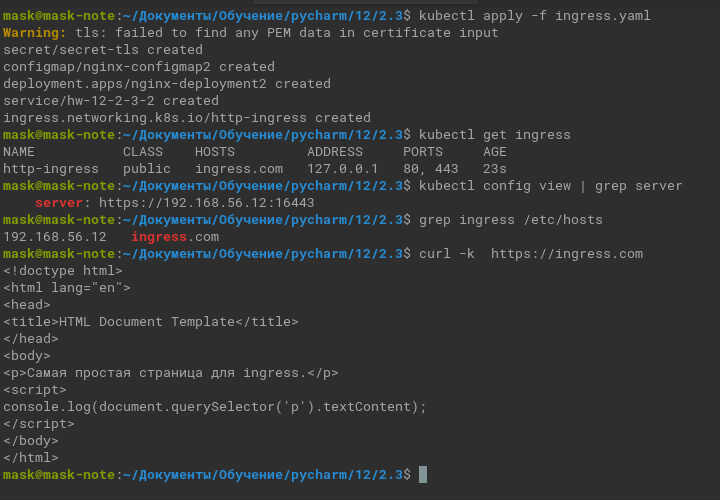 mask@mask-note:~/Документы/Обучение/pycharm/12/2.3$ kubectl apply -f ingress.yaml
Warning: tls: failed to find any PEM data in certificate input
secret/secret-tls created
configmap/nginx-configmap2 created
deployment.apps/nginx-deployment2 created
service/hw-12-2-3-2 created
ingress.networking.k8s.io/http-ingress created
mask@mask-note:~/Документы/Обучение/pycharm/12/2.3$ kubectl get ingress
NAME           CLASS    HOSTS         ADDRESS     PORTS     AGE
http-ingress   public   ingress.com   127.0.0.1   80, 443   23s
mask@mask-note:~/Документы/Обучение/pycharm/12/2.3$ kubectl config view | grep server
    server: https://192.168.56.12:16443
mask@mask-note:~/Документы/Обучение/pycharm/12/2.3$ grep ingress /etc/hosts
192.168.56.12   ingress.com
mask@mask-note:~/Документы/Обучение/pycharm/12/2.3$ curl -k  https://ingress.com
<!doctype html>
<html lang="en">
<head>
<title>HTML Document Template</title>
</head>
<body>
<p>Самая простая страница для ingress.</p>
<script>
console.log(document.querySelector('p').textContent);
</script>
</body>
</html>
mask@mask-note:~/Документы/Обучение/pycharm/12/2.3$